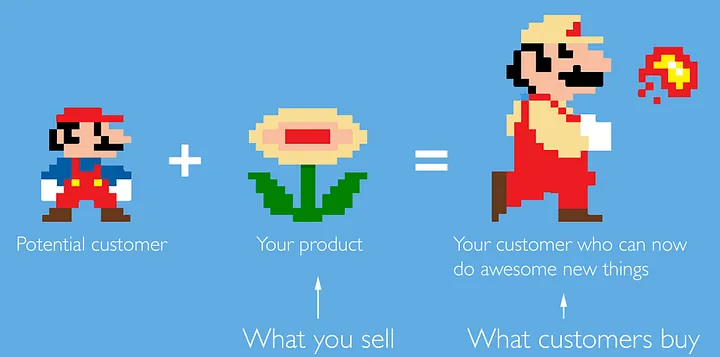 +
=
Potential customer
Your product
Your customer who can now
do awesome new things
What you sell
What customers buy